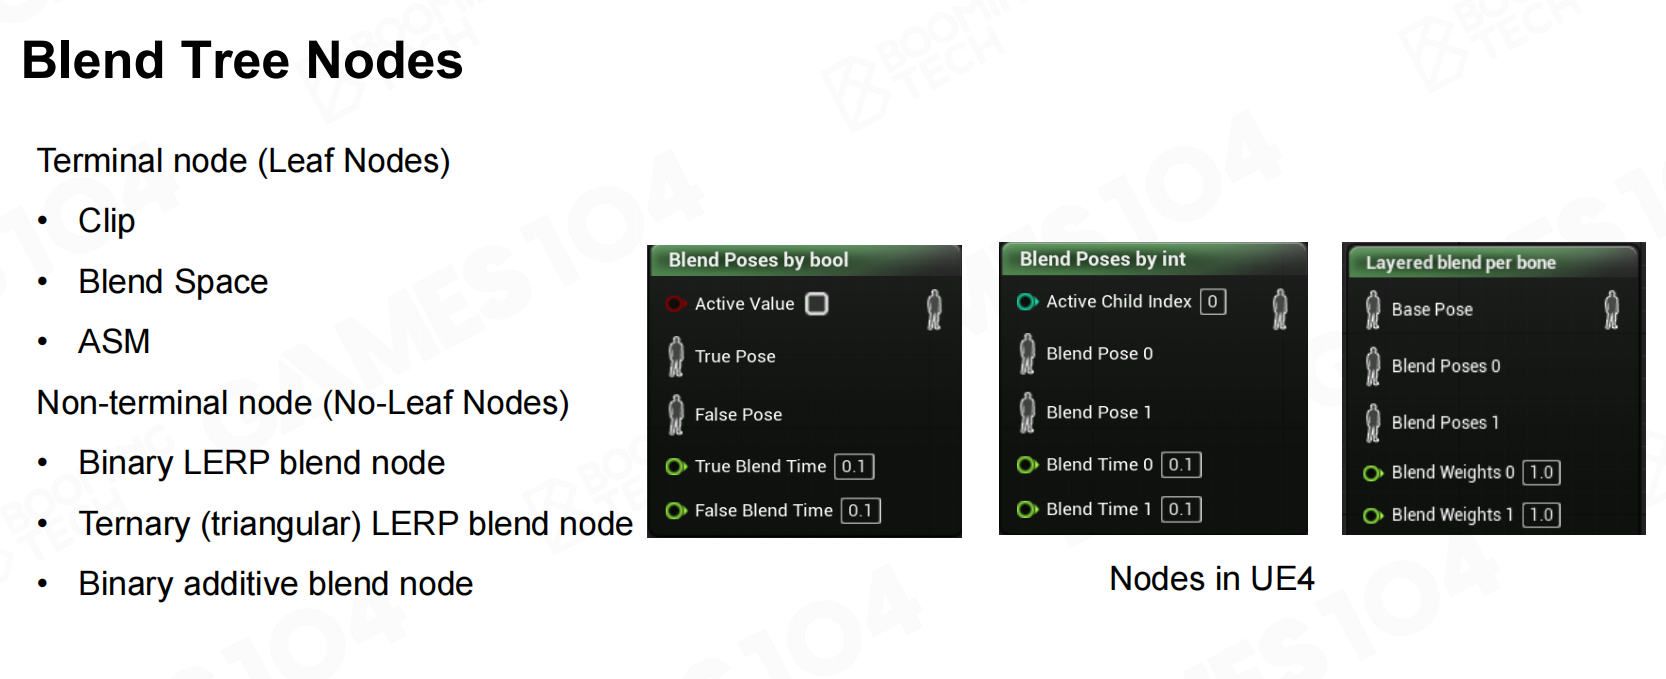 Blend Tree Nodes
Terminal node (Leaf Nodes)
• Clip
• Blend Space
• ASM
Non-terminal node (No-Leaf Nodes)
• Binary LERP blend node
• Ternary (triangular) LERP blend node
• Binary additive blend node
Blend Poses by bool
Active Value
True Pose
False Pose
True Blend Time 0.1
False Blend Time 0.1
Blend Poses by int
Active Child Index 0
Blend Pose 0
Blend Pose 1
Blend Time 0 0.1
Blend Time 1 0.1
Layered blend per bone
Base Pose
Blend Poses 0
Blend Poses 1
Blend Weights 0 1.0
Blend Weights 1 1.0
Nodes in UE4
BOOMING TECH
GAMES104